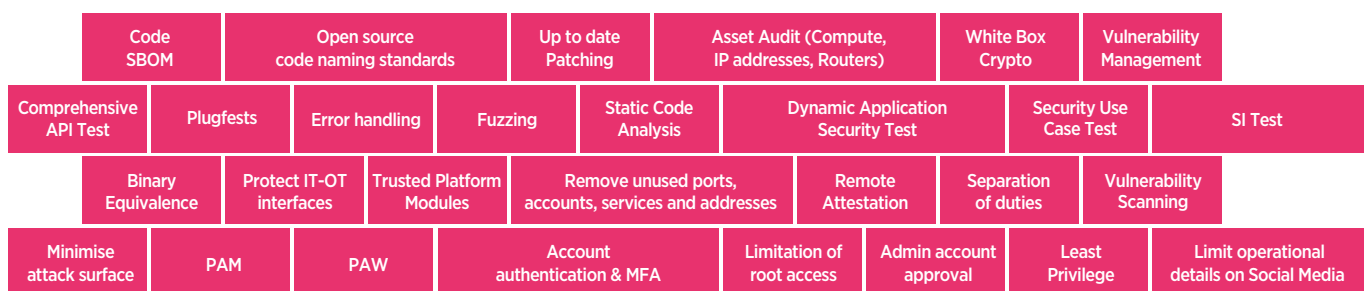 Code
SBOM
Open source
code naming standards
Up to date
Patching
Asset Audit (Compute,
IP addresses, Routers)
White Box
Crypto
Vulnerability
Management
Comprehensive
API Test
Plugfests
Error handling
Fuzzing
Static Code
Analysis
Dynamic Application
Security Test
Security Use
Case Test
SI Test
Binary
Equivalence
Protect IT-OT
interfaces
Trusted Platform
Modules
Remove unused ports,
accounts, services and addresses
Remote
Attestation
Separation
of duties
Vulnerability
Scanning
Minimise
attack surface
PAM
PAW
Account
authentication & MFA
Limitation of
root access
Admin account
approval
Least
Privilege
Limit operational
details on Social Media